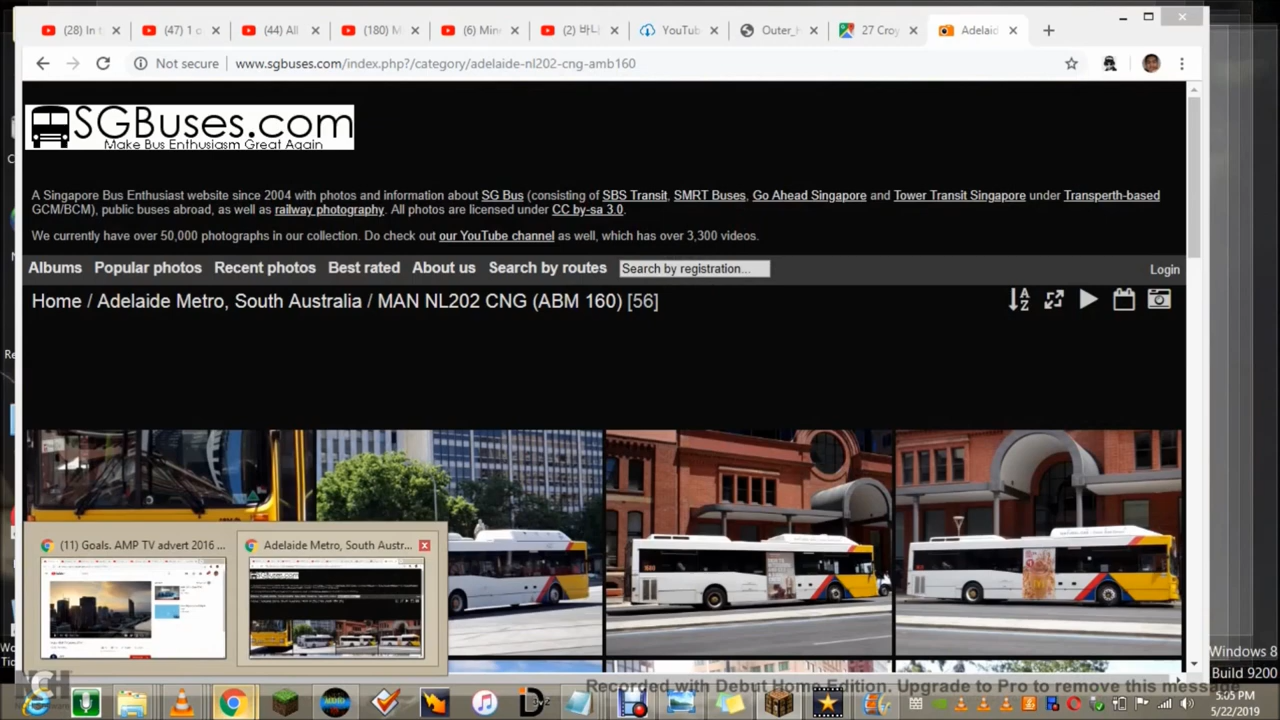 (28) In t
(47) 1 o
(44) All
(180) M
(6) Mine
(2) 바니
YouTub
Outer_H
27 Croy
Adelaid
Not secure
www.sgbuses.com/index.php?/category/adelaide-nl202-cng-amb160
SGBuses.com
Make Bus Enthusiasm Great Again
A Singapore Bus Enthusiast website since 2004 with photos and information about SG Bus (consisting of SBS Transit, SMRT Buses, Go Ahead Singapore and Tower Transit Singapore under Transperth-based
GCM/BCM), public buses abroad, as well as railway photography. All photos are licensed under CC by-sa 3.0.
We currently have over 50,000 photographs in our collection. Do check out our YouTube channel as well, which has over 3,300 videos.
Albums Popular photos Recent photos Best rated About us Search by routes Search by registration... Login
Home / Adelaide Metro, South Australia / MAN NL202 CNG (ABM 160) [56]
(11) Goals. AMP TV advert 2016 ...
Adelaide Metro, South Austr...
Windows 8
Build 9200
Recorded with Debut Home Edition. Upgrade to Pro to remove this message
NCH
5:05 PM
5/22/2019